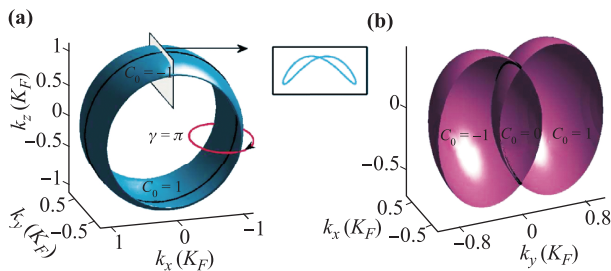 (a)
1
0.5
0
−0.5
−1
k_z (K_F)
C_0 = −1
γ = π
C_0 = 1
0.5
−0.5
k_y (K_F)
1
0
−1
k_x (K_F)
(b)
0
−0.5
C_0 = −1
C_0 = 0
C_0 = 1
0.5
−0.5
k_x (K_F)
−0.8
0
0.8
k_y (K_F)